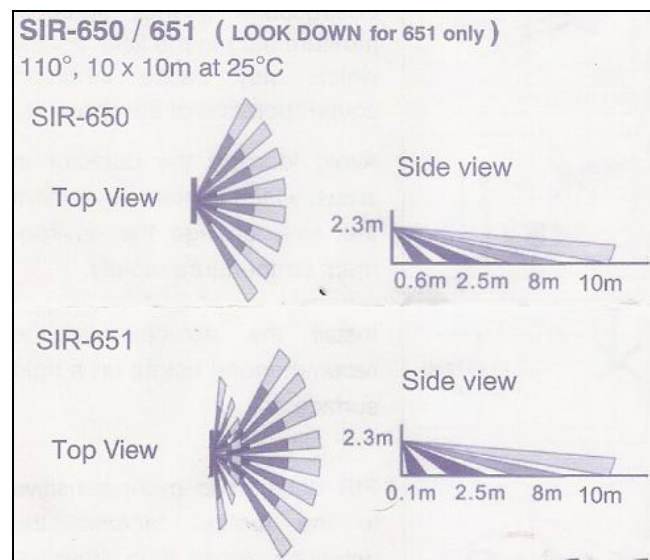 SIR-650 / 651 ( LOOK DOWN for 651 only )
110°, 10 x 10m at 25°C
SIR-650
Top View
Side view
2.3m
0.6m 2.5m 8m 10m
SIR-651
Top View
Side view
2.3m
0.1m 2.5m 8m 10m